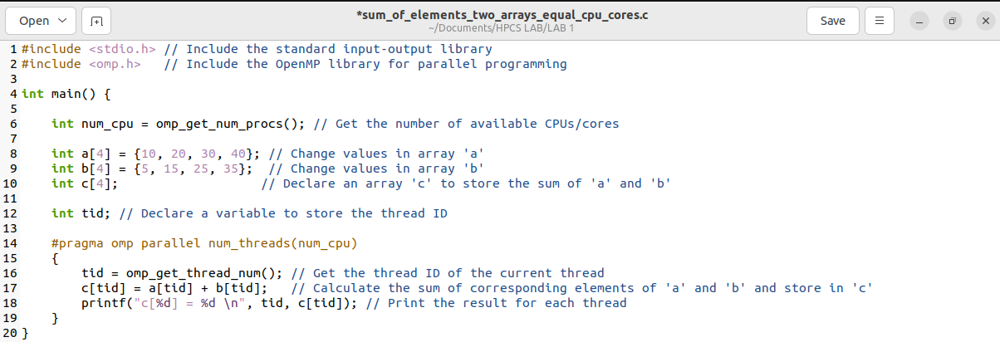 Open
*sum_of_elements_two_arrays_equal_cpu_cores.c
~/Documents/HPCS LAB/LAB 1
Save
1 #include <stdio.h> // Include the standard input-output library
2 #include <omp.h>   // Include the OpenMP library for parallel programming
3
4 int main() {
5
6     int num_cpu = omp_get_num_procs(); // Get the number of available CPUs/cores
7
8     int a[4] = {10, 20, 30, 40}; // Change values in array 'a'
9     int b[4] = {5, 15, 25, 35};  // Change values in array 'b'
10     int c[4];                   // Declare an array 'c' to store the sum of 'a' and 'b'
11
12     int tid; // Declare a variable to store the thread ID
13
14     #pragma omp parallel num_threads(num_cpu)
15     {
16         tid = omp_get_thread_num(); // Get the thread ID of the current thread
17         c[tid] = a[tid] + b[tid];   // Calculate the sum of corresponding elements of 'a' and 'b' and store in 'c'
18         printf("c[%d] = %d \n", tid, c[tid]); // Print the result for each thread
19     }
20 }